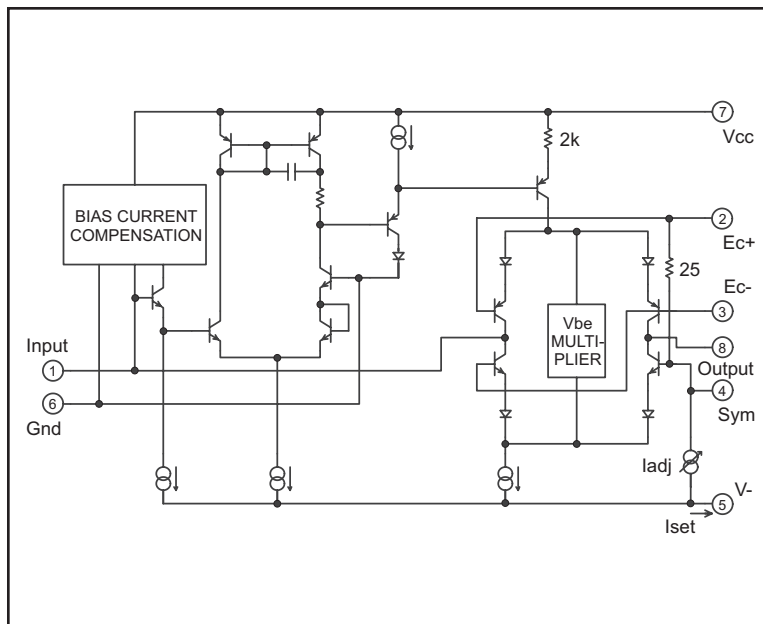 7
Vcc
2k
BIAS CURRENT
COMPENSATION
2
Ec+
25
Ec-
3
Vbe
MULTI-
PLIER
Input
1
8
Output
6
Gnd
4
Sym
Iadj
V-
5
Iset